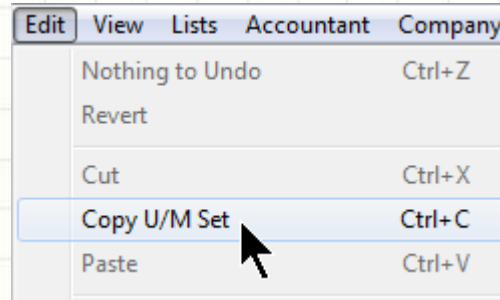 Edit View Lists Accountant Company
Nothing to Undo Ctrl+Z
Revert
Cut Ctrl+X
Copy U/M Set Ctrl+C
Paste Ctrl+V